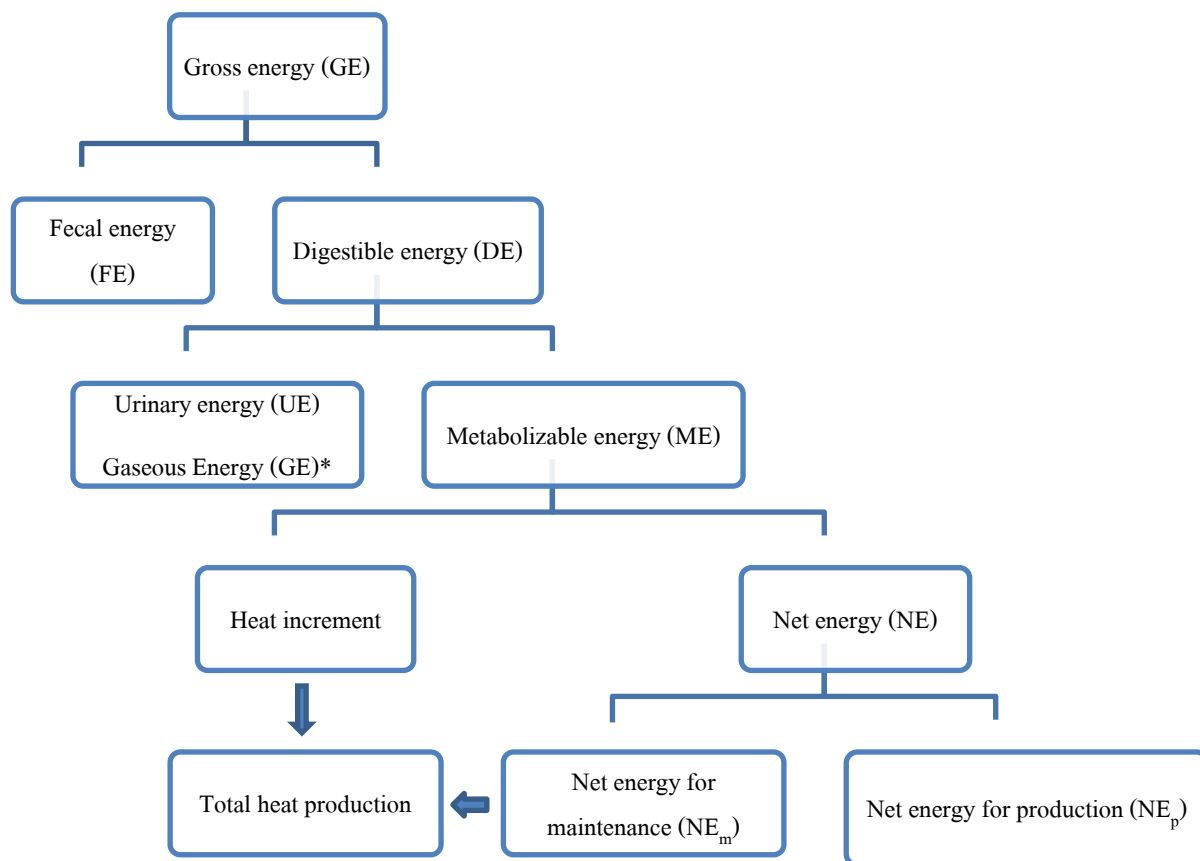 Gross energy (GE)
Fecal energy
(FE)
Digestible energy (DE)
Urinary energy (UE)
Gaseous Energy (GE)*
Metabolizable energy (ME)
Heat increment
Net energy (NE)
Total heat production
Net energy for
maintenance (NEm)
Net energy for production (NEp)